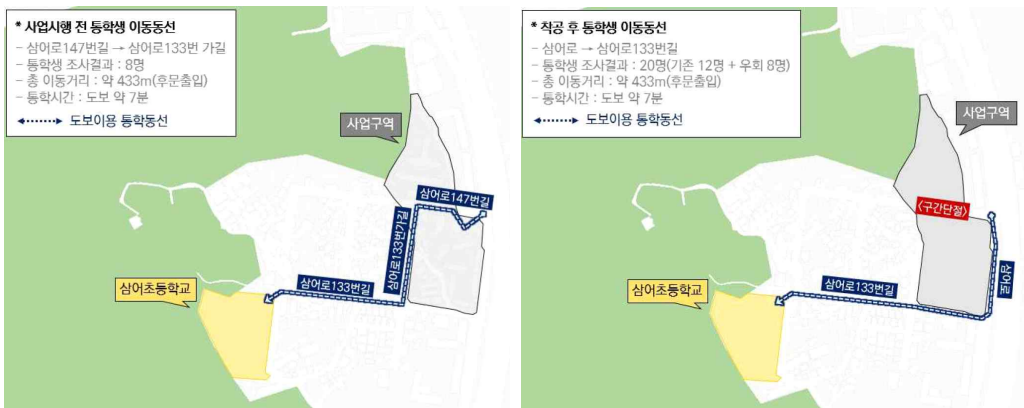 * 사업시행 전 통학생 이동동선
- 삼어로147번길 → 삼어로133번 가길
- 통학생 조사결과 : 8명
- 총 이동거리 : 약 433m(후문출입)
- 통학시간 : 도보 약 7분
도보이용 통학동선
사업구역
삼어로147번길
삼어로133번가길
삼어로133번길
삼어초등학교
* 착공 후 통학생 이동동선
- 삼어로 → 삼어로133번길
- 통학생 조사결과 : 20명(기존 12명 + 우회 8명)
- 총 이동거리 : 약 433m(후문출입)
- 통학시간 : 도보 약 7분
도보이용 통학동선
사업구역
<구간단절>
삼어로
삼어로133번길
삼어초등학교